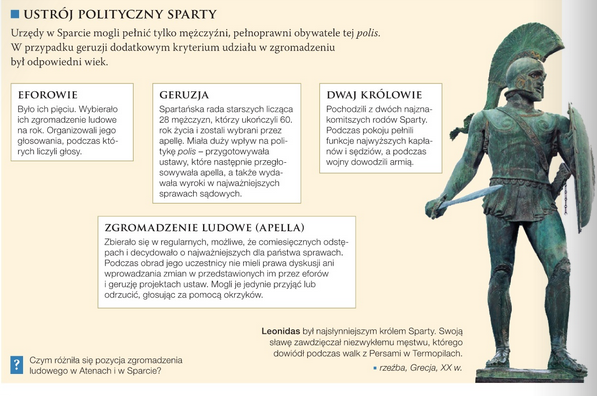 USTRÓJ POLITYCZNY SPARTY
Urzędy w Sparcie mogli pełnić tylko mężczyźni, pełnoprawni obywatele tej polis.
W przypadku geruzji dodatkowym kryterium udziału w zgromadzeniu
był odpowiedni wiek.
EFOROWIE
Było ich pięciu. Wybierało
ich zgromadzenie ludowe
na rok. Organizowali jego
głosowania, podczas któ-
rych liczyli głosy.
GERUZJA
Spartańska rada starszych licząca
28 mężczyzn, którzy ukończyli 60.
rok życia i zostali wybrani przez
apellę. Miała duży wpływ na poli-
tykę polis – przygotowywała
ustawy, które następnie przegło-
sowywała apella, a także wyda-
wała wyroki w najważniejszych
sprawach sądowych.
DWAJ KRÓLOWIE
Pochodzili z dwóch najzna-
komitszych rodów Sparty.
Podczas pokoju pełnili
funkcje najwyższych kapła-
nów i sędziów, a podczas
wojny dowodzili armią.
ZGROMADZENIE LUDOWE (APELLA)
Zbierało się w regularnych, możliwe, że comiesięcznych odstę-
pach i decydowało o najważniejszych dla państwa sprawach.
Podczas obrad jego uczestnicy nie mieli prawa dyskusji ani
wprowadzania zmian w przedstawionych im przez eforów
i geruzję projektach ustaw. Mogli je jedynie przyjąć lub
odrzucić, głosując za pomocą okrzyków.
Leonidas był najsłynniejszym królem Sparty. Swoją
sławę zawdzięczał niezwykłemu męstwu, którego
dowiódł podczas walk z Persami w Termopilach.
• rzeźba, Grecja, XX w.
? Czym różniła się pozycja zgromadzenia
ludowego w Atenach i w Sparcie?